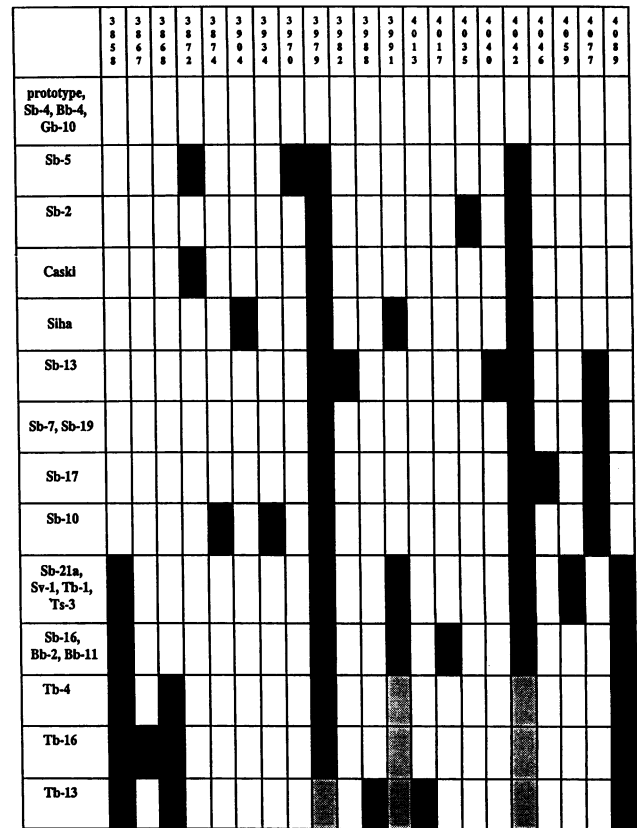 3858 3867 3868 3872 3874 3904 3934 3970 3979 3982 3988 3991 4013 4017 4035 4040 4042 4046 4059 4077 4089
prototype,
Sb-4, Bb-4,
Gb-10
Sb-5
Sb-2
Caski
Siha
Sb-13
Sb-7, Sb-19
Sb-17
Sb-10
Sb-21a,
Sv-1, Tb-1,
Ts-3
Sb-16,
Bb-2, Bb-11
Tb-4
Tb-16
Tb-13